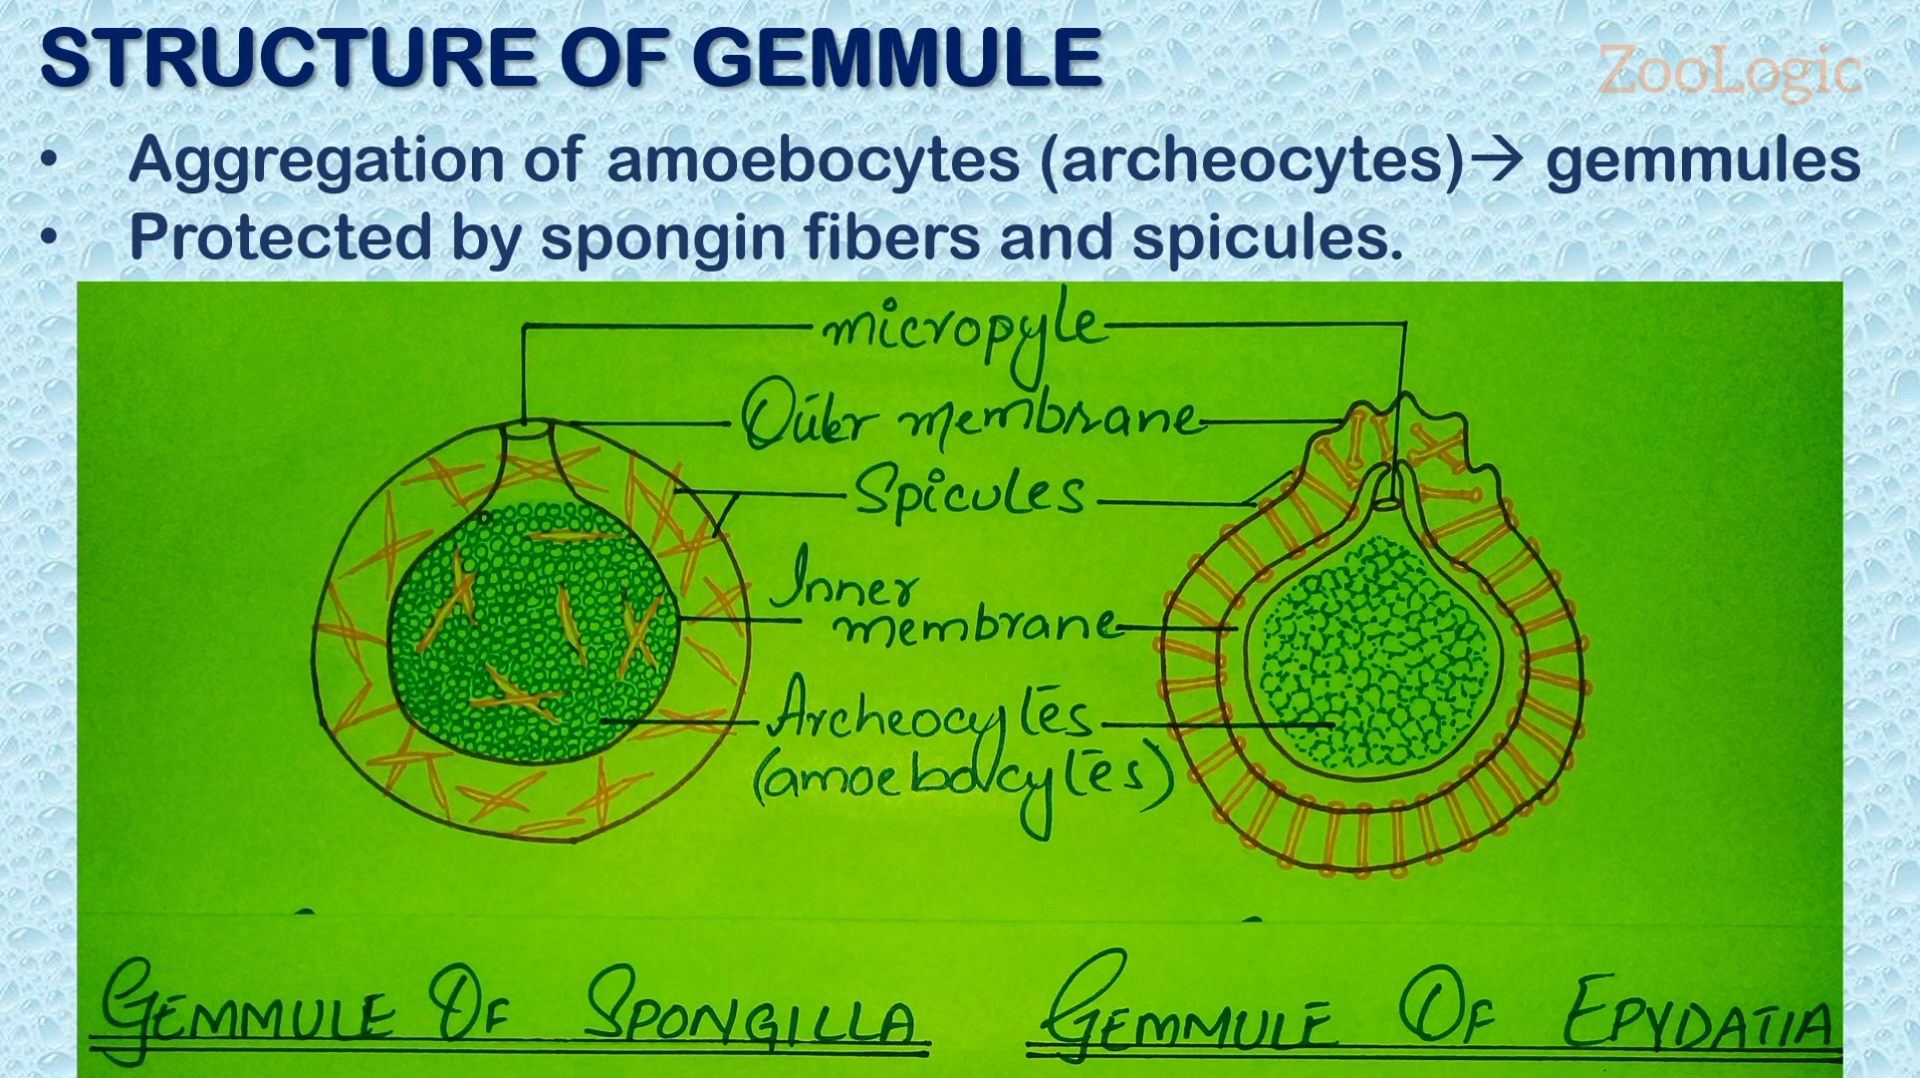 STRUCTURE OF GEMMULE
ZooLogic
• Aggregation of amoebocytes (archeocytes)→ gemmules
• Protected by spongin fibers and spicules.
micropyle
Outer membrane
Spicules
Inner
membrane
Archeocytes
(amoebocytes)
GEMMULE OF SPONGILLA
GEMMULE OF EPYDATIA